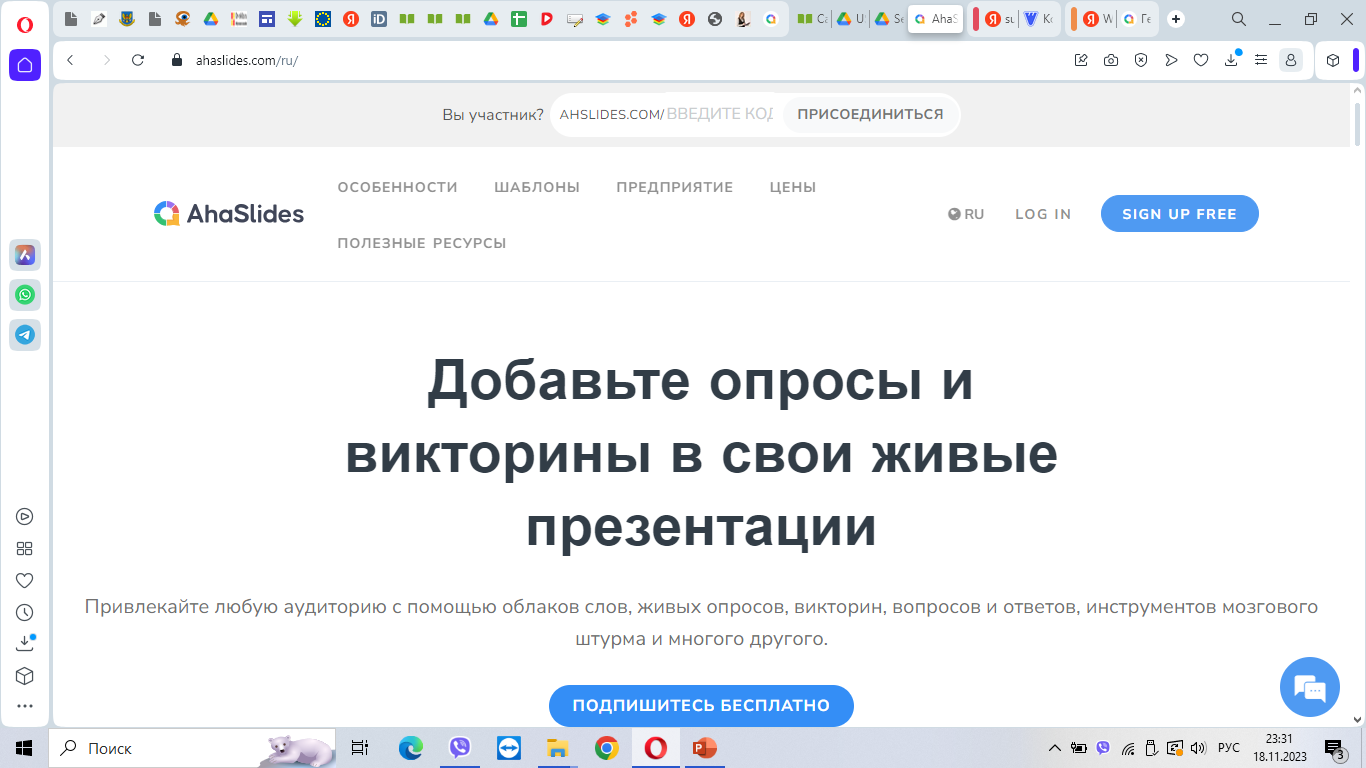 AhaS
ahaslides.com/ru/
Вы участник?
AHSLIDES.COM/
ВВЕДИТЕ КОД
ПРИСОЕДИНИТЬСЯ
AhaSlides
ОСОБЕННОСТИ ШАБЛОНЫ ПРЕДПРИЯТИЕ ЦЕНЫ
ПОЛЕЗНЫЕ РЕСУРСЫ
RU LOG IN SIGN UP FREE
Добавьте опросы и
викторины в свои живые
презентации
Привлекайте любую аудиторию с помощью облаков слов, живых опросов, викторин, вопросов и ответов, инструментов мозгового
штурма и многого другого.
ПОДПИШИТЕСЬ БЕСПЛАТНО
Поиск
РУС
23:31
18.11.2023
3